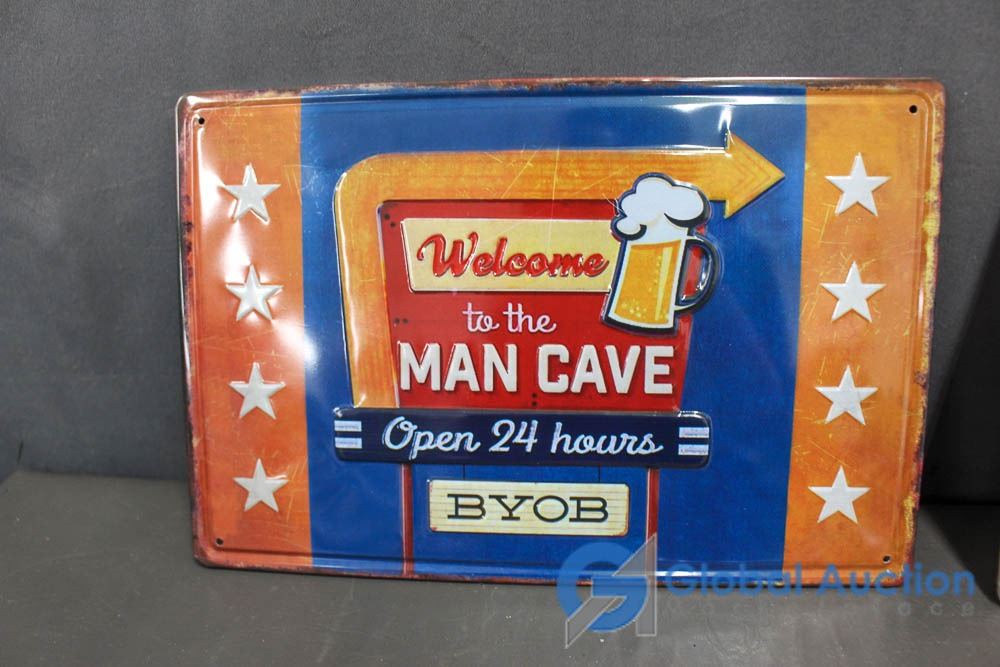 Welcome
to the
MAN CAVE
Open 24 hours
BYOB
Global Auction